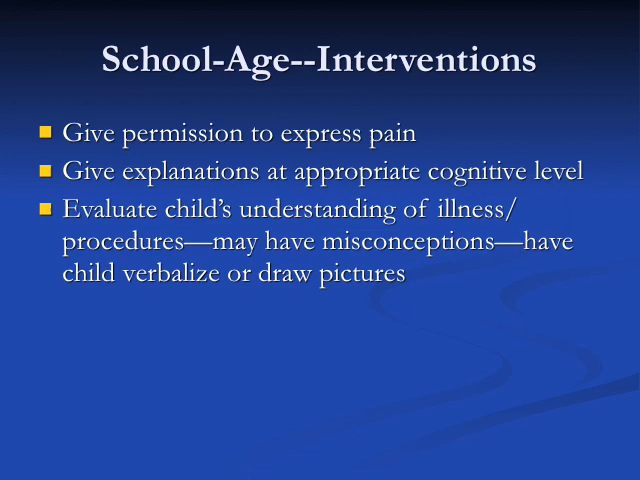 School-Age--Interventions
Give permission to express pain
Give explanations at appropriate cognitive level
Evaluate child’s understanding of illness/
procedures—may have misconceptions—have
child verbalize or draw pictures